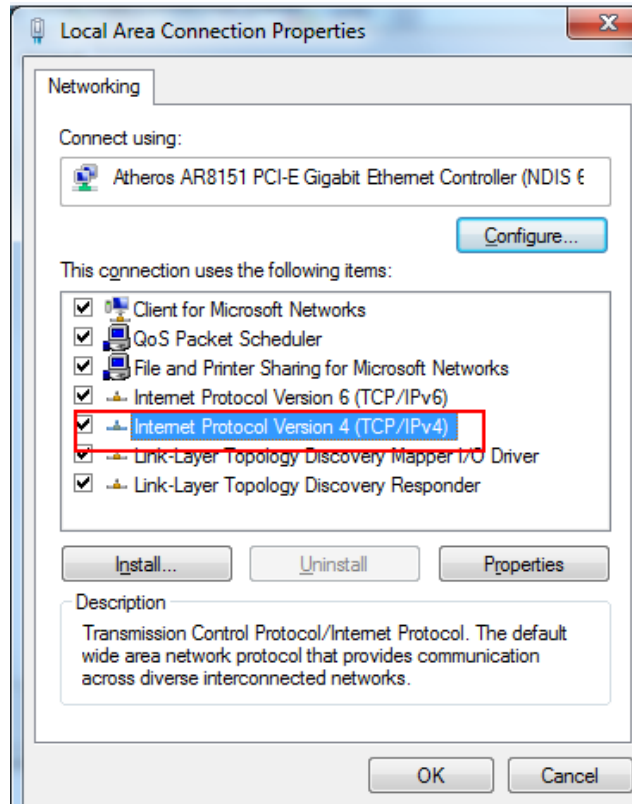 Local Area Connection Properties
Networking
Connect using:
Atheros AR8151 PCI-E Gigabit Ethernet Controller (NDIS 6
Configure...
This connection uses the following items:
Client for Microsoft Networks
QoS Packet Scheduler
File and Printer Sharing for Microsoft Networks
Internet Protocol Version 6 (TCP/IPv6)
Internet Protocol Version 4 (TCP/IPv4)
Link-Layer Topology Discovery Mapper I/O Driver
Link-Layer Topology Discovery Responder
Install... Uninstall Properties
Description
Transmission Control Protocol/Internet Protocol. The default
wide area network protocol that provides communication
across diverse interconnected networks.
OK Cancel